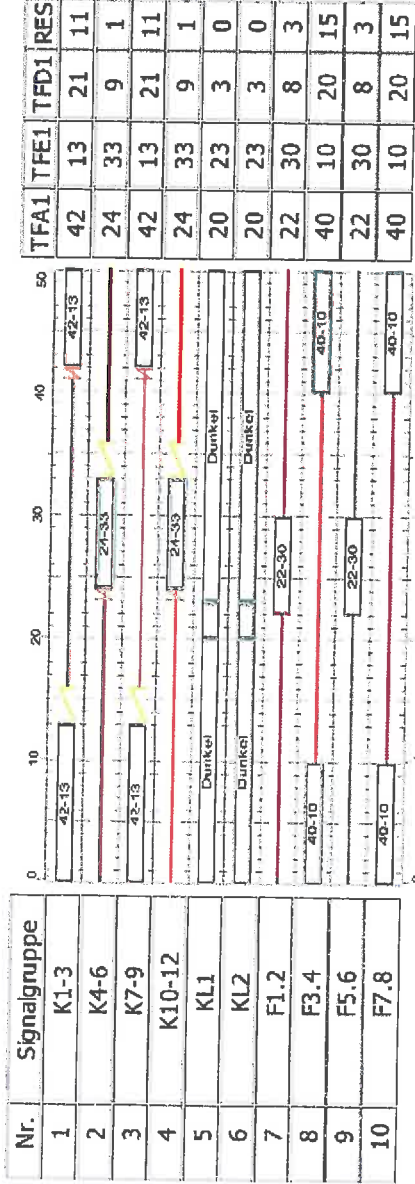 Nr. Signalgruppe 0 10 20 30 40 50 TFA1 TFE1 TFD1 RES
1 K1-3 42-13 42-13 42 13 21 11
2 K4-6 24-33 24 33 9 1
3 K7-9 42-13 42-13 42 13 21 11
4 K10-12 24-33 24 33 9 1
5 KL1 Dunkel Dunkel 20 23 3 0
6 KL2 Dunkel Dunkel 20 23 3 0
7 F1.2 22-30 22 30 8 3
8 F3.4 40-10 40-10 40 10 20 15
9 F5.6 22-30 22 30 8 3
10 F7.8 40-10 40-10 40 10 20 15